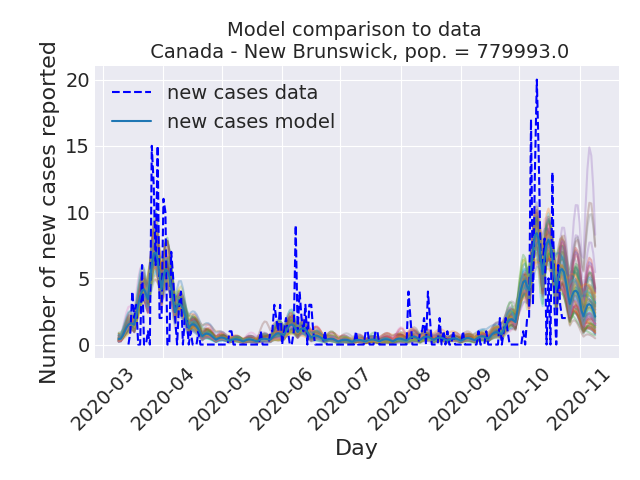 Model comparison to data
Canada - New Brunswick, pop. = 779993.0
Number of new cases reported
20
15
10
5
0
new cases data
new cases model
2020-03
2020-04
2020-05
2020-06
2020-07
2020-08
2020-09
2020-10
2020-11
Day